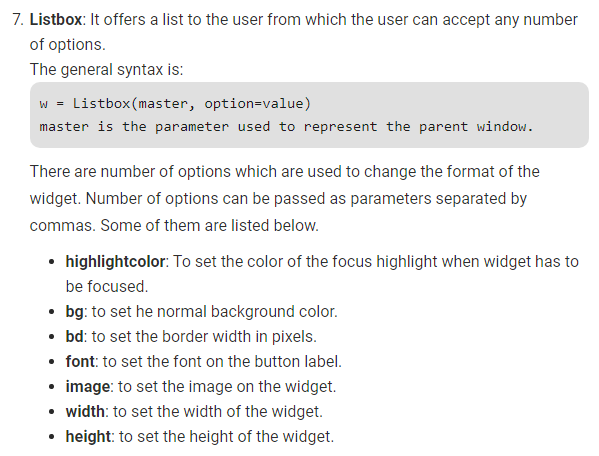 7. Listbox: It offers a list to the user from which the user can accept any number
of options.
The general syntax is:
w = Listbox(master, option=value)
master is the parameter used to represent the parent window.
There are number of options which are used to change the format of the
widget. Number of options can be passed as parameters separated by
commas. Some of them are listed below.
• highlightcolor: To set the color of the focus highlight when widget has to
be focused.
• bg: to set he normal background color.
• bd: to set the border width in pixels.
• font: to set the font on the button label.
• image: to set the image on the widget.
• width: to set the width of the widget.
• height: to set the height of the widget.